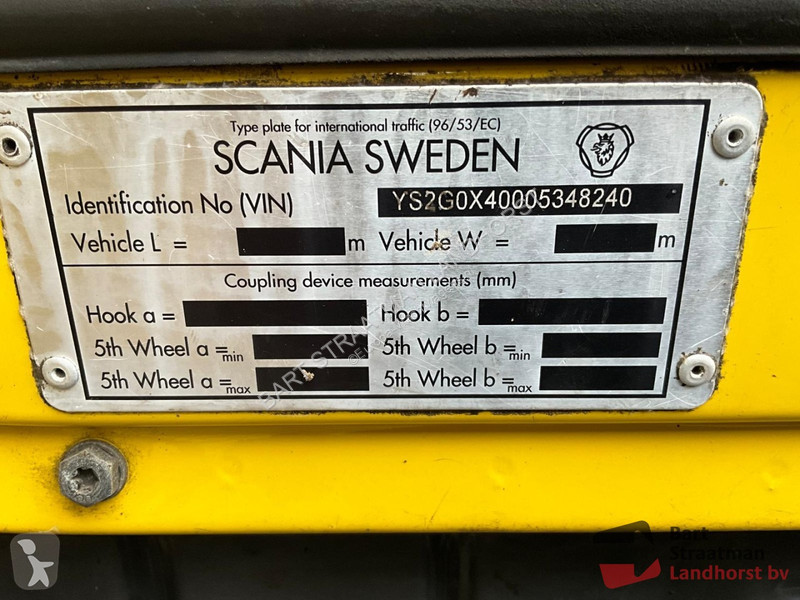 Type plate for international traffic (96/53/EC)
SCANIA SWEDEN
Identification No (VIN) YS2G0X40005348240
Vehicle L = m Vehicle W = m
Coupling device measurements (mm)
Hook a = Hook b =
5th Wheel a =min 5th Wheel b =min
5th Wheel a =max 5th Wheel b =max
Bart
Straatman
Landhorst bv